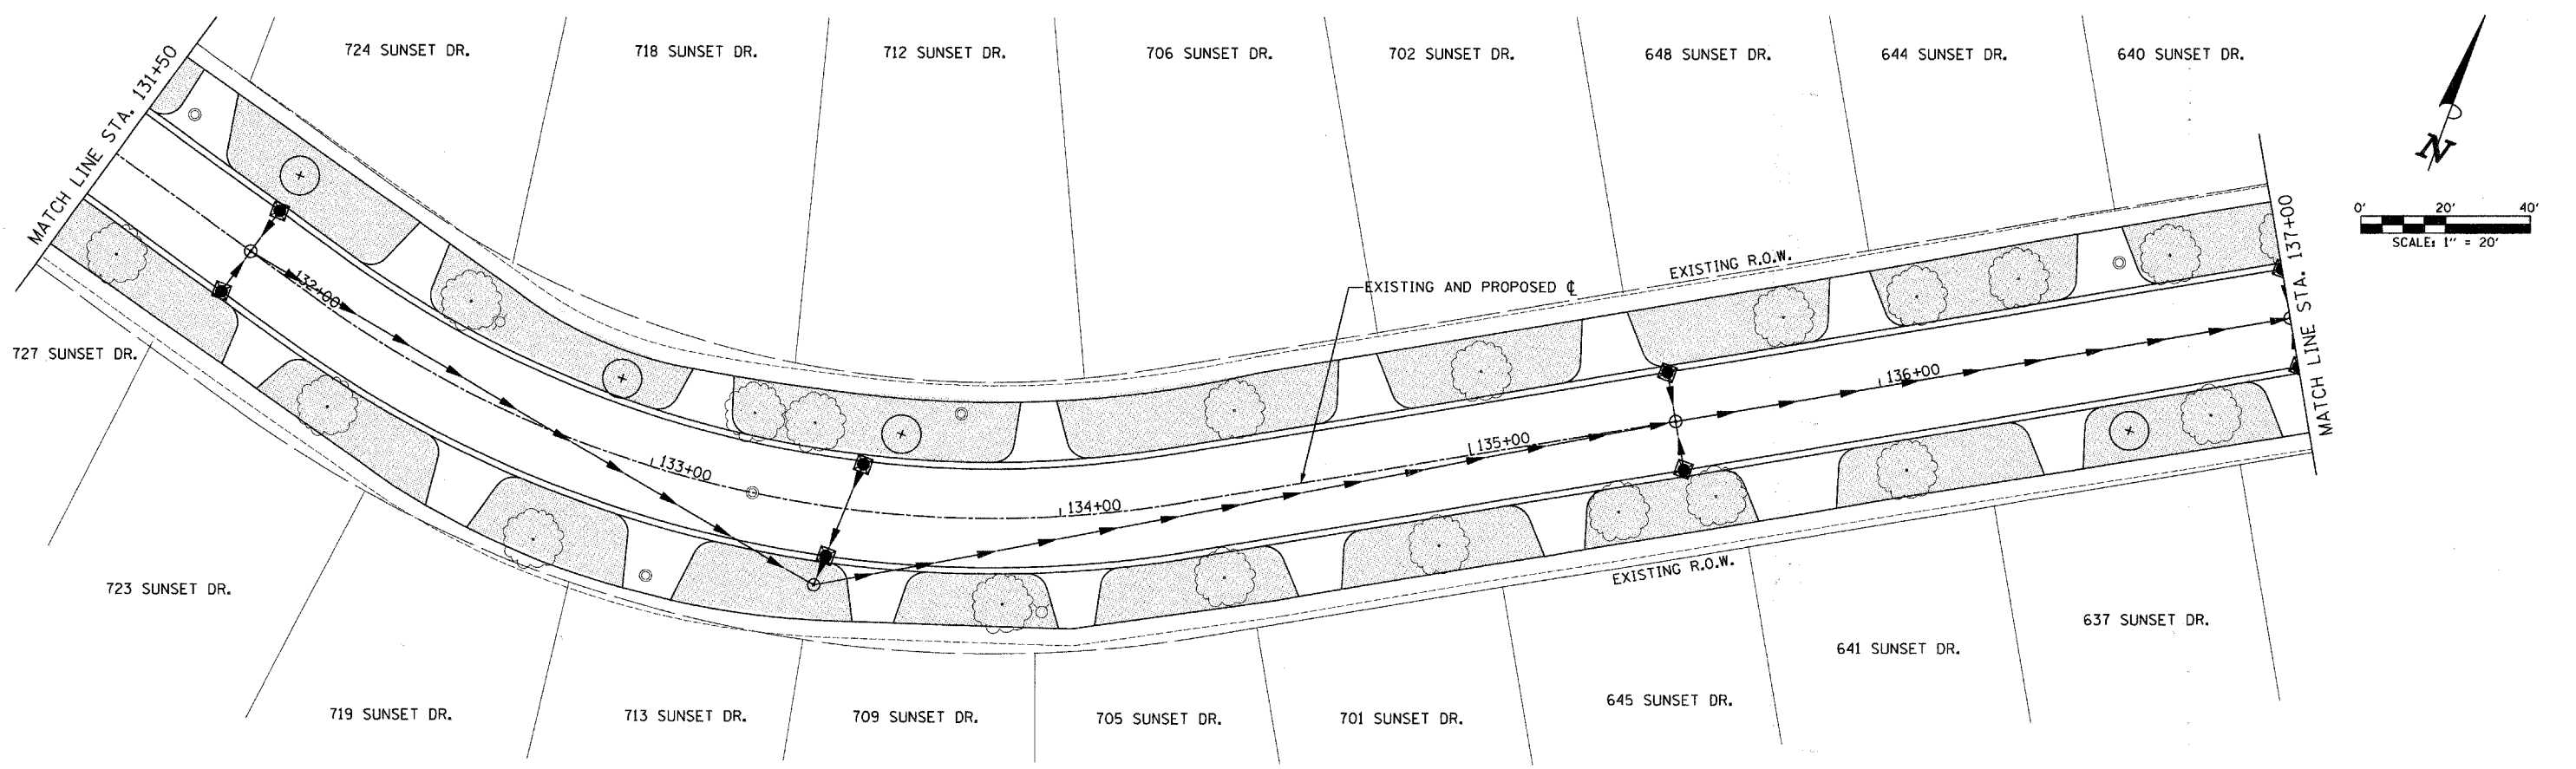 724 SUNSET DR.
718 SUNSET DR.
712 SUNSET DR.
706 SUNSET DR.
702 SUNSET DR.
648 SUNSET DR.
644 SUNSET DR.
640 SUNSET DR.
MATCH LINE STA. 131+50
N
0' 20' 40'
SCALE: 1" = 20'
MATCH LINE STA. 137+00
EXISTING R.O.W.
EXISTING AND PROPOSED ℄
132+00
133+00
134+00
135+00
136+00
EXISTING R.O.W.
727 SUNSET DR.
723 SUNSET DR.
719 SUNSET DR.
713 SUNSET DR.
709 SUNSET DR.
705 SUNSET DR.
701 SUNSET DR.
645 SUNSET DR.
641 SUNSET DR.
637 SUNSET DR.